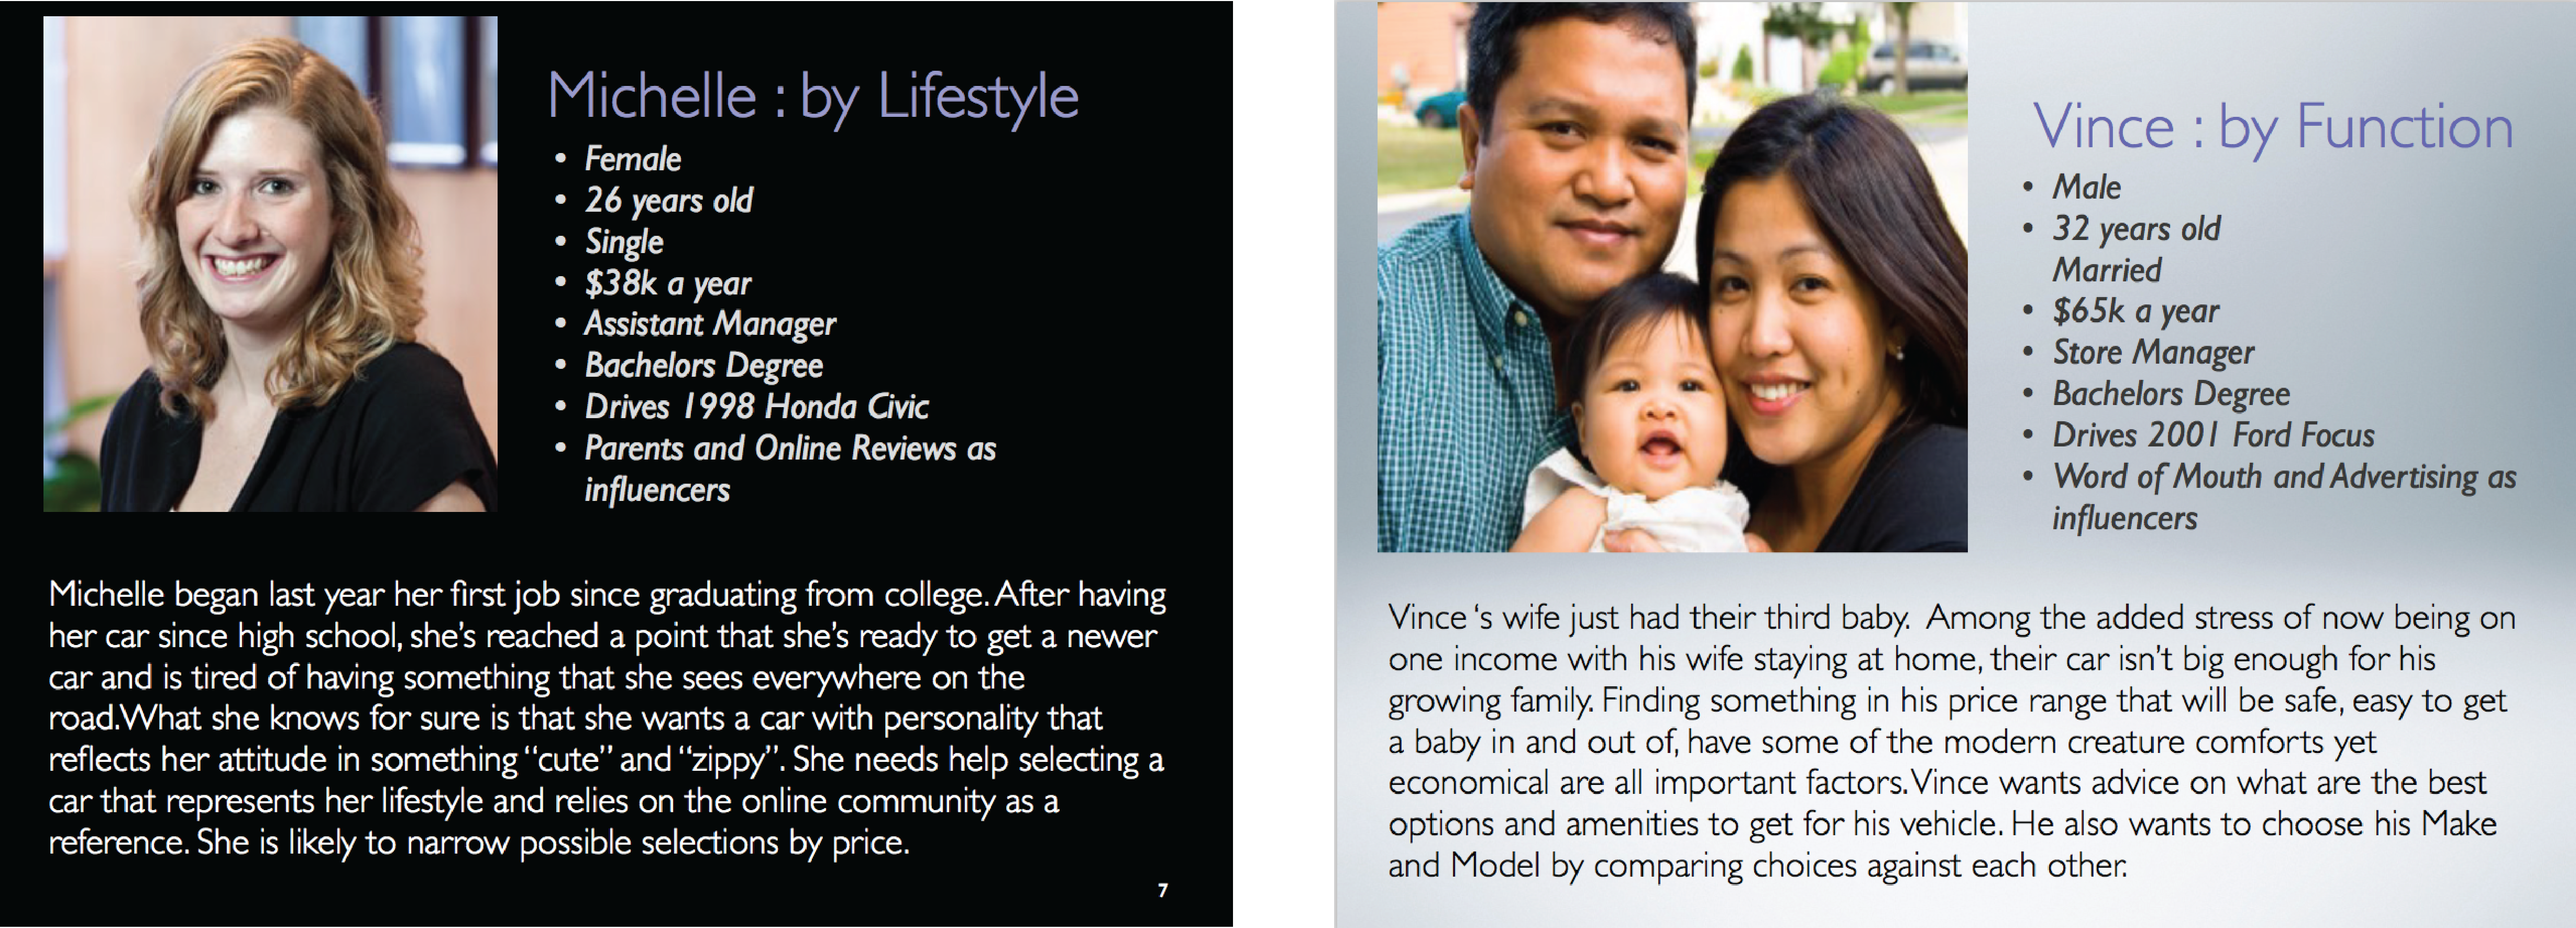 Michelle : by Lifestyle
• Female
• 26 years old
• Single
• $38k a year
• Assistant Manager
• Bachelors Degree
• Drives 1998 Honda Civic
• Parents and Online Reviews as
influencers
Michelle began last year her first job since graduating from college. After having
her car since high school, she's reached a point that she's ready to get a newer
car and is tired of having something that she sees everywhere on the
road.What she knows for sure is that she wants a car with personality that
reflects her attitude in something “cute” and “zippy”. She needs help selecting a
car that represents her lifestyle and relies on the online community as a
reference. She is likely to narrow possible selections by price.
7
Vince : by Function
• Male
• 32 years old
Married
• $65k a year
• Store Manager
• Bachelors Degree
• Drives 2001 Ford Focus
• Word of Mouth and Advertising as
influencers
Vince ‘s wife just had their third baby.  Among the added stress of now being on
one income with his wife staying at home, their car isn't big enough for his
growing family. Finding something in his price range that will be safe, easy to get
a baby in and out of, have some of the modern creature comforts yet
economical are all important factors.Vince wants advice on what are the best
options and amenities to get for his vehicle. He also wants to choose his Make
and Model by comparing choices against each other.